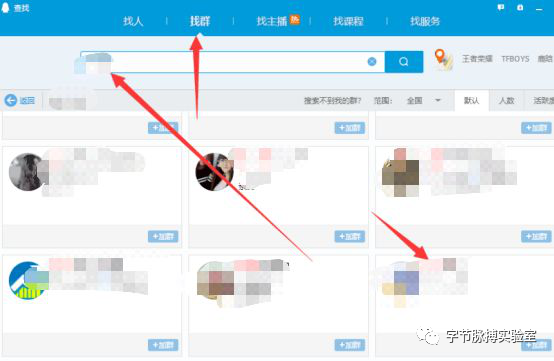 查找
找人 找群 找主播 热 找课程 找服务
王者荣耀 TFBOYS 鹿晗
返回 搜索不到我的群? 范围: 全国 默认 人数 活跃度
+加群 +加群 +加群
+加群 +加群 +加群
+加群 +加群 +加群
字节脉搏实验室